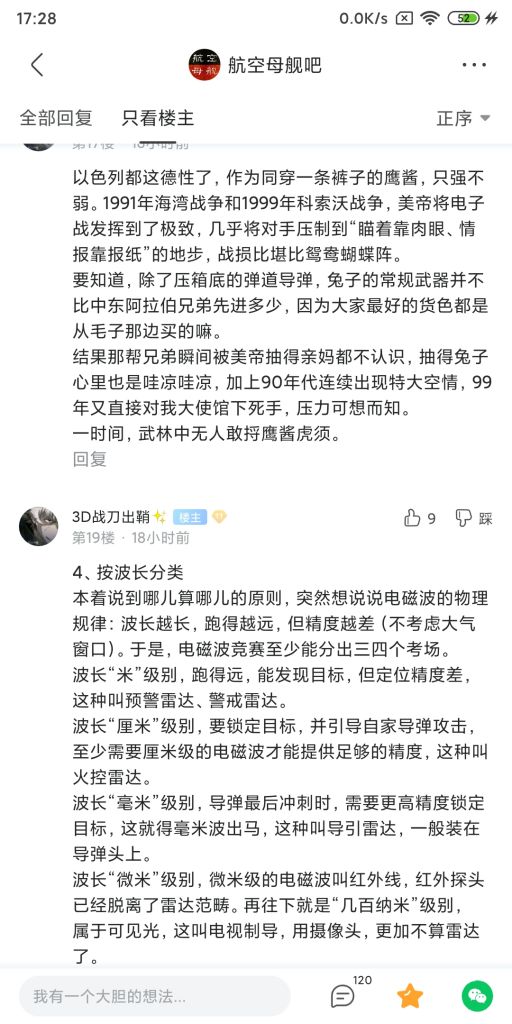 17:28
0.0K/s
52
航空母舰
航空母舰吧
全部回复
只看楼主
正序
第17楼 · 18小时前
以色列都这德性了，作为同穿一条裤子的鹰酱，只强不
弱。1991年海湾战争和1999年科索沃战争，美帝将电子
战发挥到了极致，几乎将对手压制到“瞄着靠肉眼、情
报靠报纸”的地步，战损比堪比鸳鸯蝴蝶阵。
要知道，除了压箱底的弹道导弹，兔子的常规武器并不
比中东阿拉伯兄弟先进多少，因为大家最好的货色都是
从毛子那边买的嘛。
结果那帮兄弟瞬间被美帝抽得亲妈都不认识，抽得兔子
心里也是哇凉哇凉，加上90年代连续出现特大空情，99
年又直接对我大使馆下死手，压力可想而知。
一时间，武林中无人敢捋鹰酱虎须。
回复
3D战刀出鞘✨
楼主
9
踩
第19楼 · 18小时前
4、按波长分类
本着说到哪儿算哪儿的原则，突然想说说电磁波的物理
规律：波长越长，跑得越远，但精度越差（不考虑大气
窗口）。于是，电磁波竞赛至少能分出三四个考场。
波长“米”级别，跑得远，能发现目标，但定位精度差，
这种叫预警雷达、警戒雷达。
波长“厘米”级别，要锁定目标，并引导自家导弹攻击，
至少需要厘米级的电磁波才能提供足够的精度，这种叫
火控雷达。
波长“毫米”级别，导弹最后冲刺时，需要更高精度锁定
目标，这就得毫米波出马，这种叫导引雷达，一般装在
导弹头上。
波长“微米”级别，微米级的电磁波叫红外线，红外探头
已经脱离了雷达范畴。再往下就是“几百纳米”级别，
属于可见光，这叫电视制导，用摄像头，更加不算雷达
了。
我有一个大胆的想法...
120